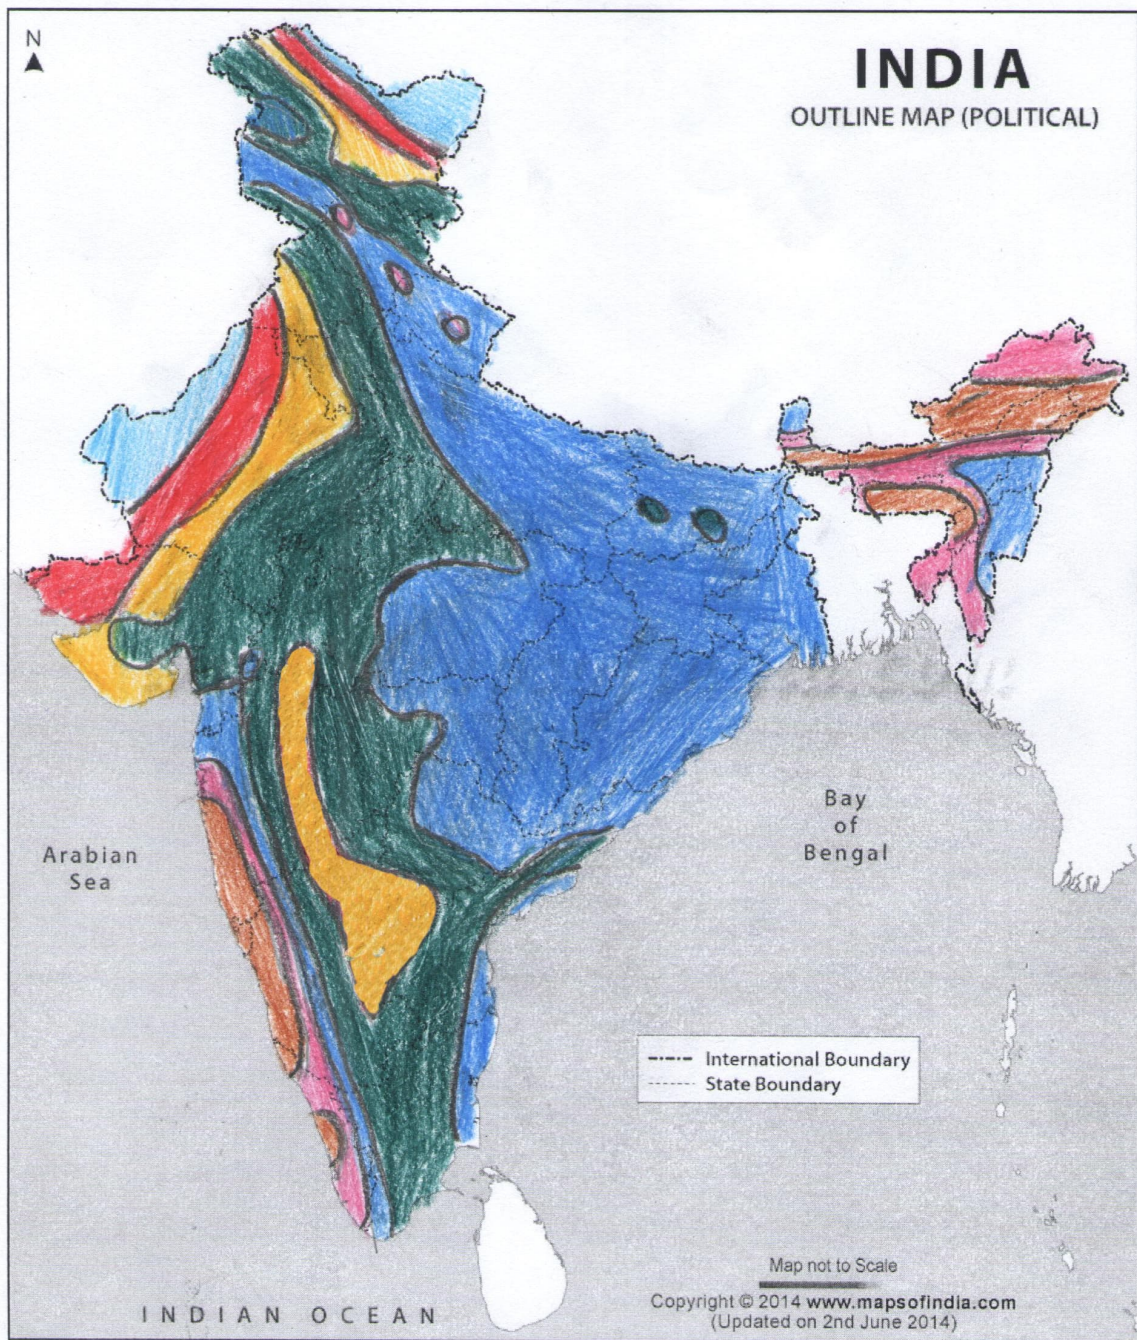 N
INDIA
OUTLINE MAP (POLITICAL)
Arabian
Sea
Bay
of
Bengal
International Boundary
State Boundary
Map not to Scale
Copyright © 2014 www.mapsofindia.com
(Updated on 2nd June 2014)
INDIAN OCEAN